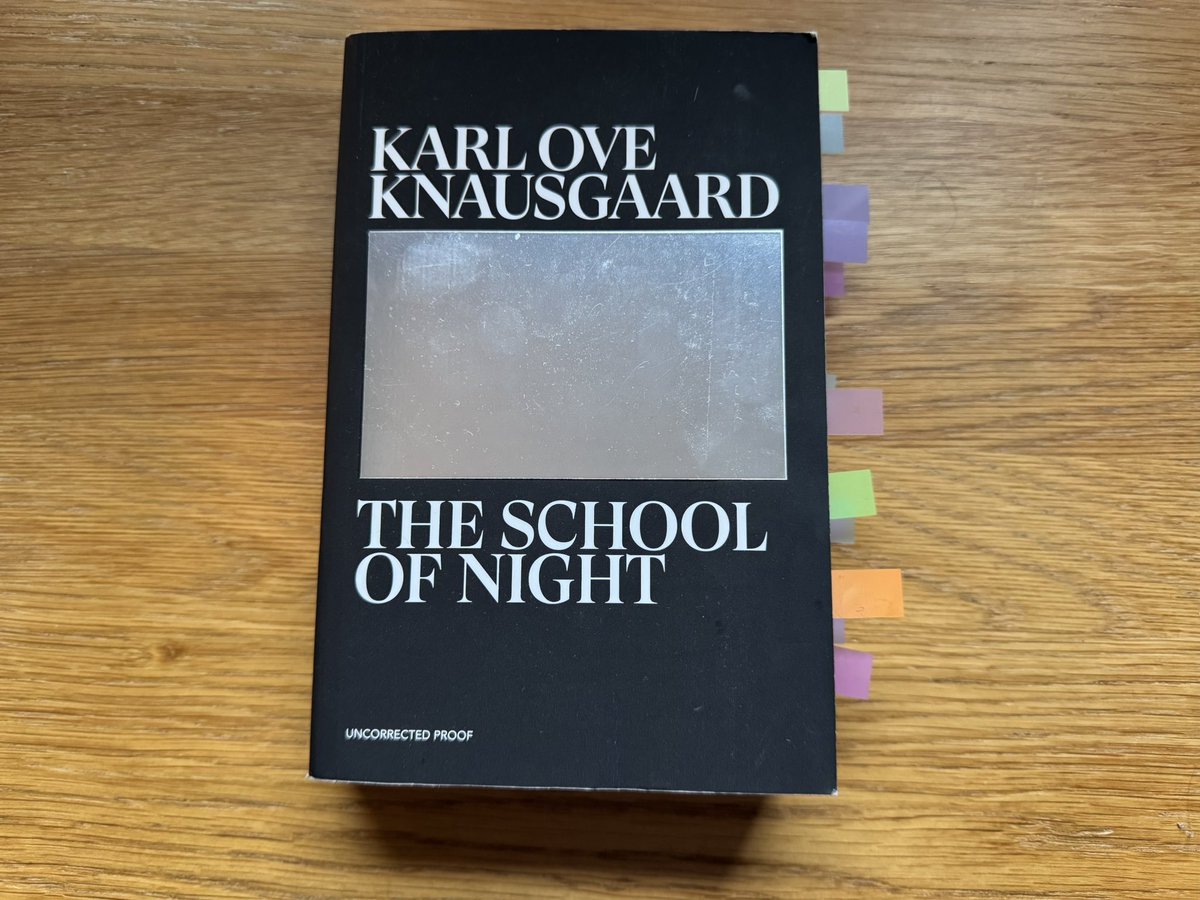 KARL OVE
KNAUSGAARD
THE SCHOOL
OF NIGHT
UNCORRECTED PROOF